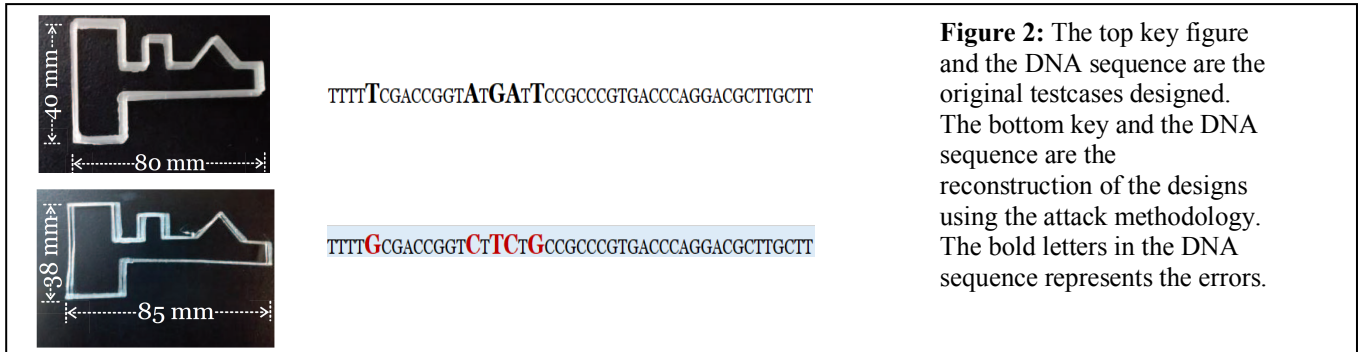 40 mm
80 mm
TTTTTCGACCGGTATGATTCCGCCCGTGACCCAGGACGCTTGCTT
38 mm
85 mm
TTTTGCGACCGGTCTTCTGCCGCCCGTGACCCAGGACGCTTGCTT
Figure 2: The top key figure
and the DNA sequence are the
original testcases designed.
The bottom key and the DNA
sequence are the
reconstruction of the designs
using the attack methodology.
The bold letters in the DNA
sequence represents the errors.